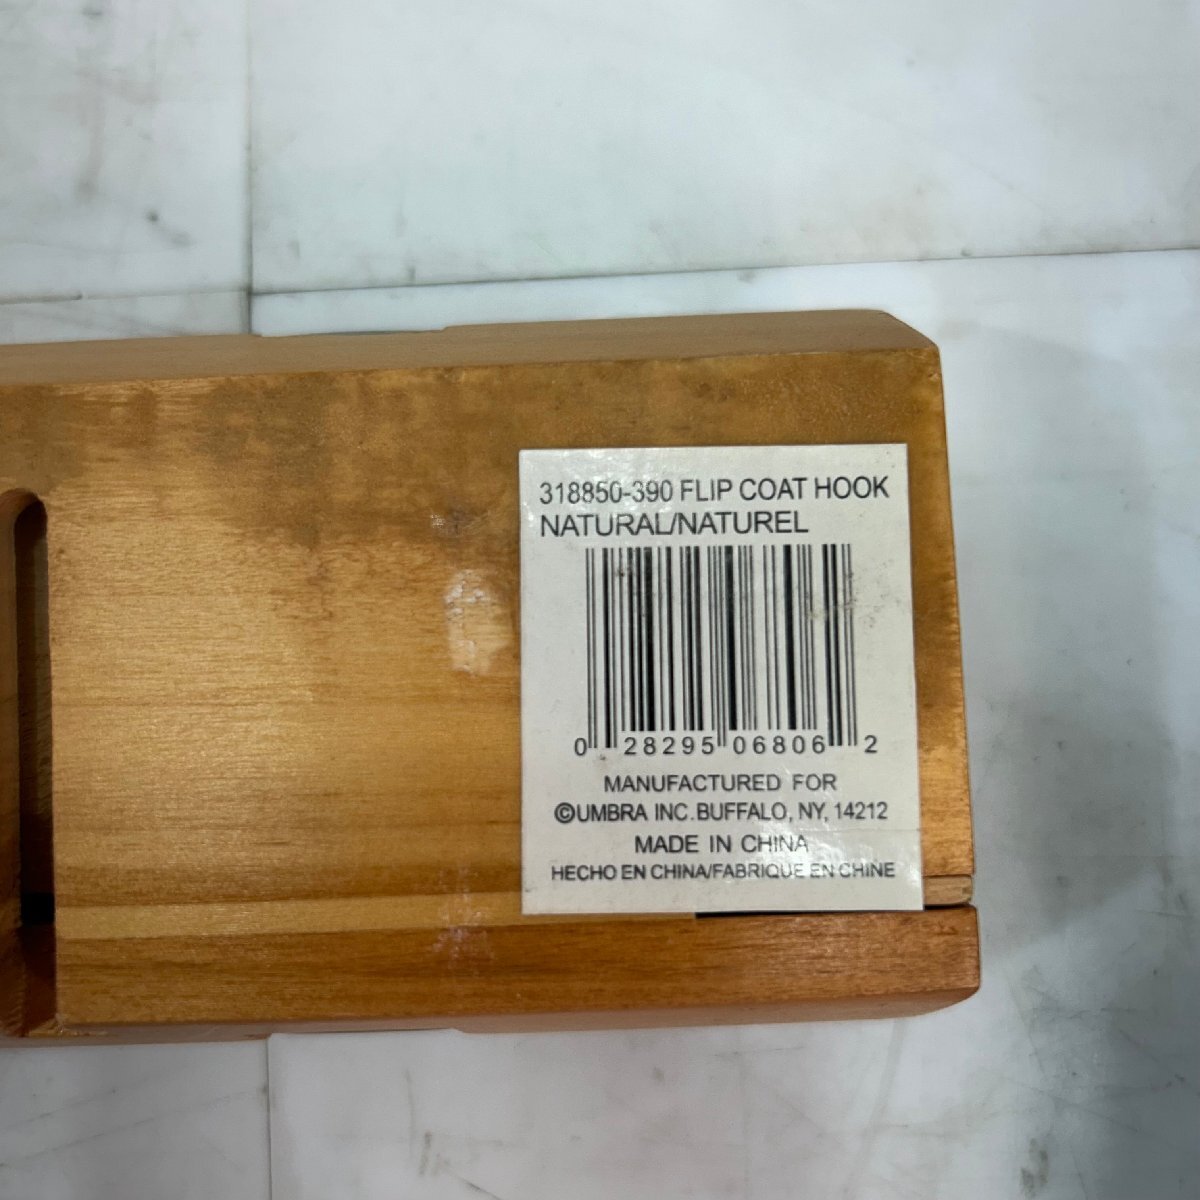 318850-390 FLIP COAT HOOK
NATURAL/NATUREL
0 28295 06806 2
MANUFACTURED FOR
©UMBRA INC. BUFFALO, NY, 14212
MADE IN CHINA
HECHO EN CHINA/FABRIQUE EN CHINE